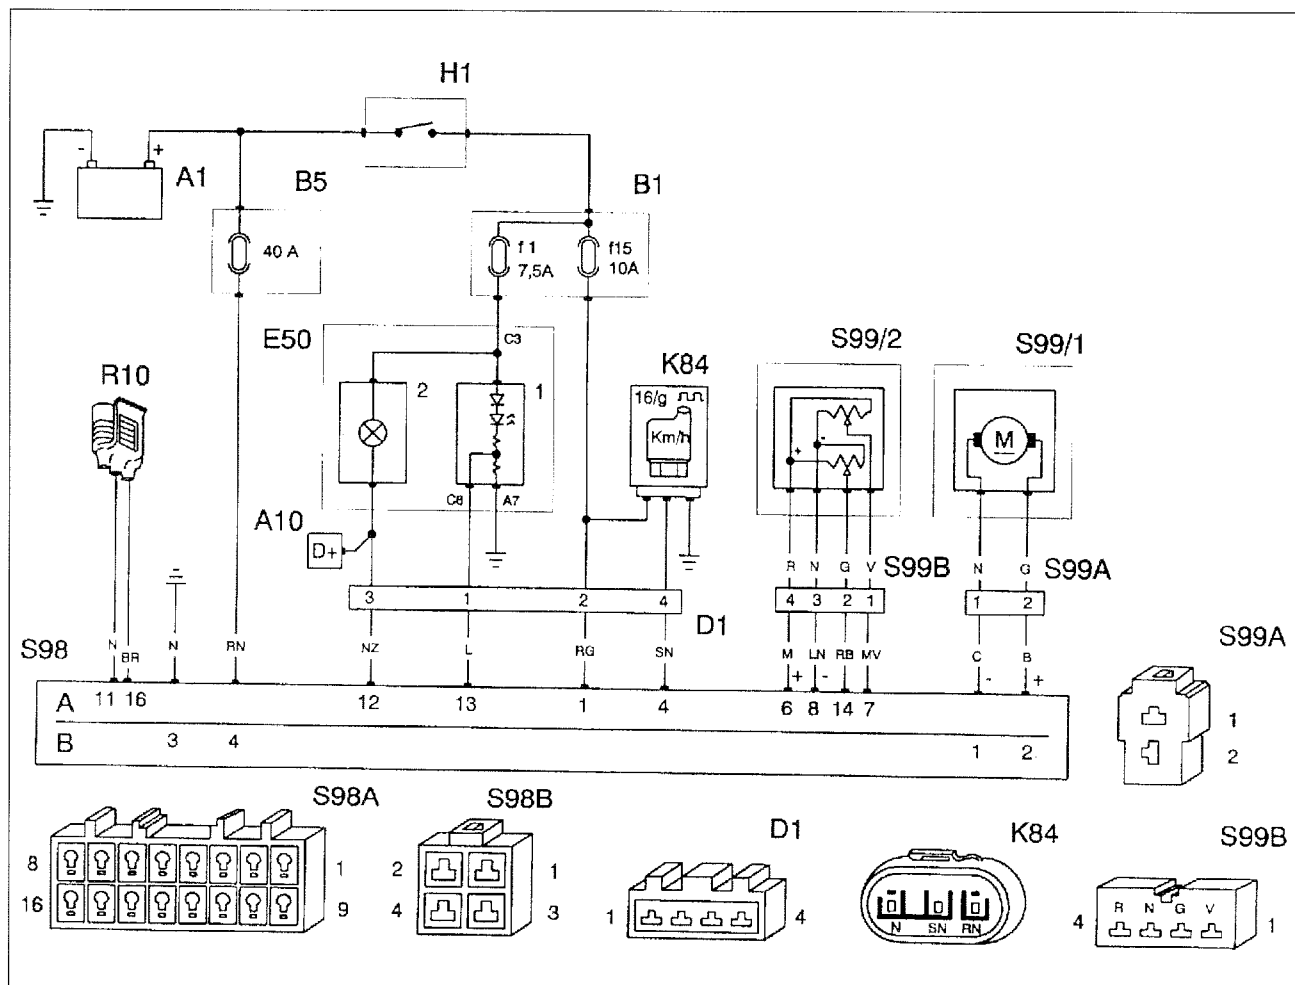 H1
- +
A1
B5
B1
40 A
f 1
7,5A
f15
10A
E50
C3
S99/2
S99/1
K84
R10
2
1
16/g
Km/h
+
-
M
C8
A7
A10
D+
R N G V
S99B
N G
S99A
3 1 2 4
4 3 2 1
1 2
D1
S99A
S98
N BR N RN NZ L RG SN M LN RB MV C B
+ - - +
A 11 16 12 13 1 4 6 8 14 7
B 3 4 1 2
1
2
S98A
S98B
D1
K84
S99B
8 1
16 9
2 1
4 3
1 4
N SN RN
R N G V
4 1